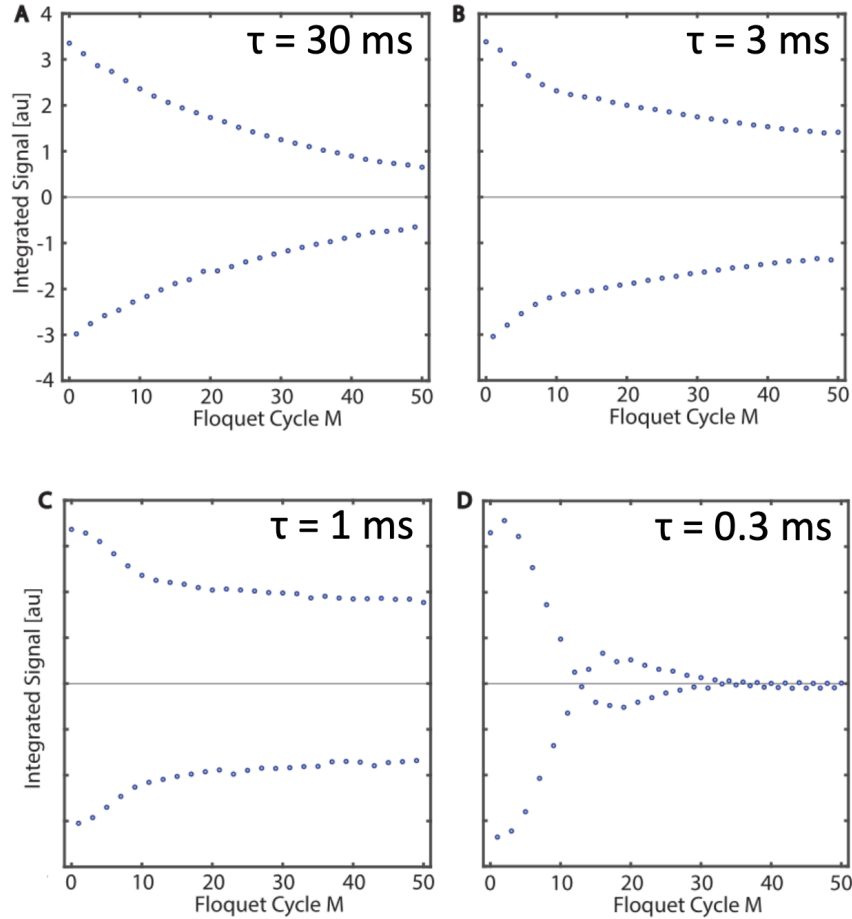 A
τ = 30 ms
Integrated Signal [au]
4
3
2
1
0
-1
-2
-3
-4
0 10 20 30 40 50
Floquet Cycle M
B
τ = 3 ms
0 10 20 30 40 50
Floquet Cycle M
C
τ = 1 ms
Integrated Signal [au]
0 10 20 30 40 50
Floquet Cycle M
D
τ = 0.3 ms
0 10 20 30 40 50
Floquet Cycle M